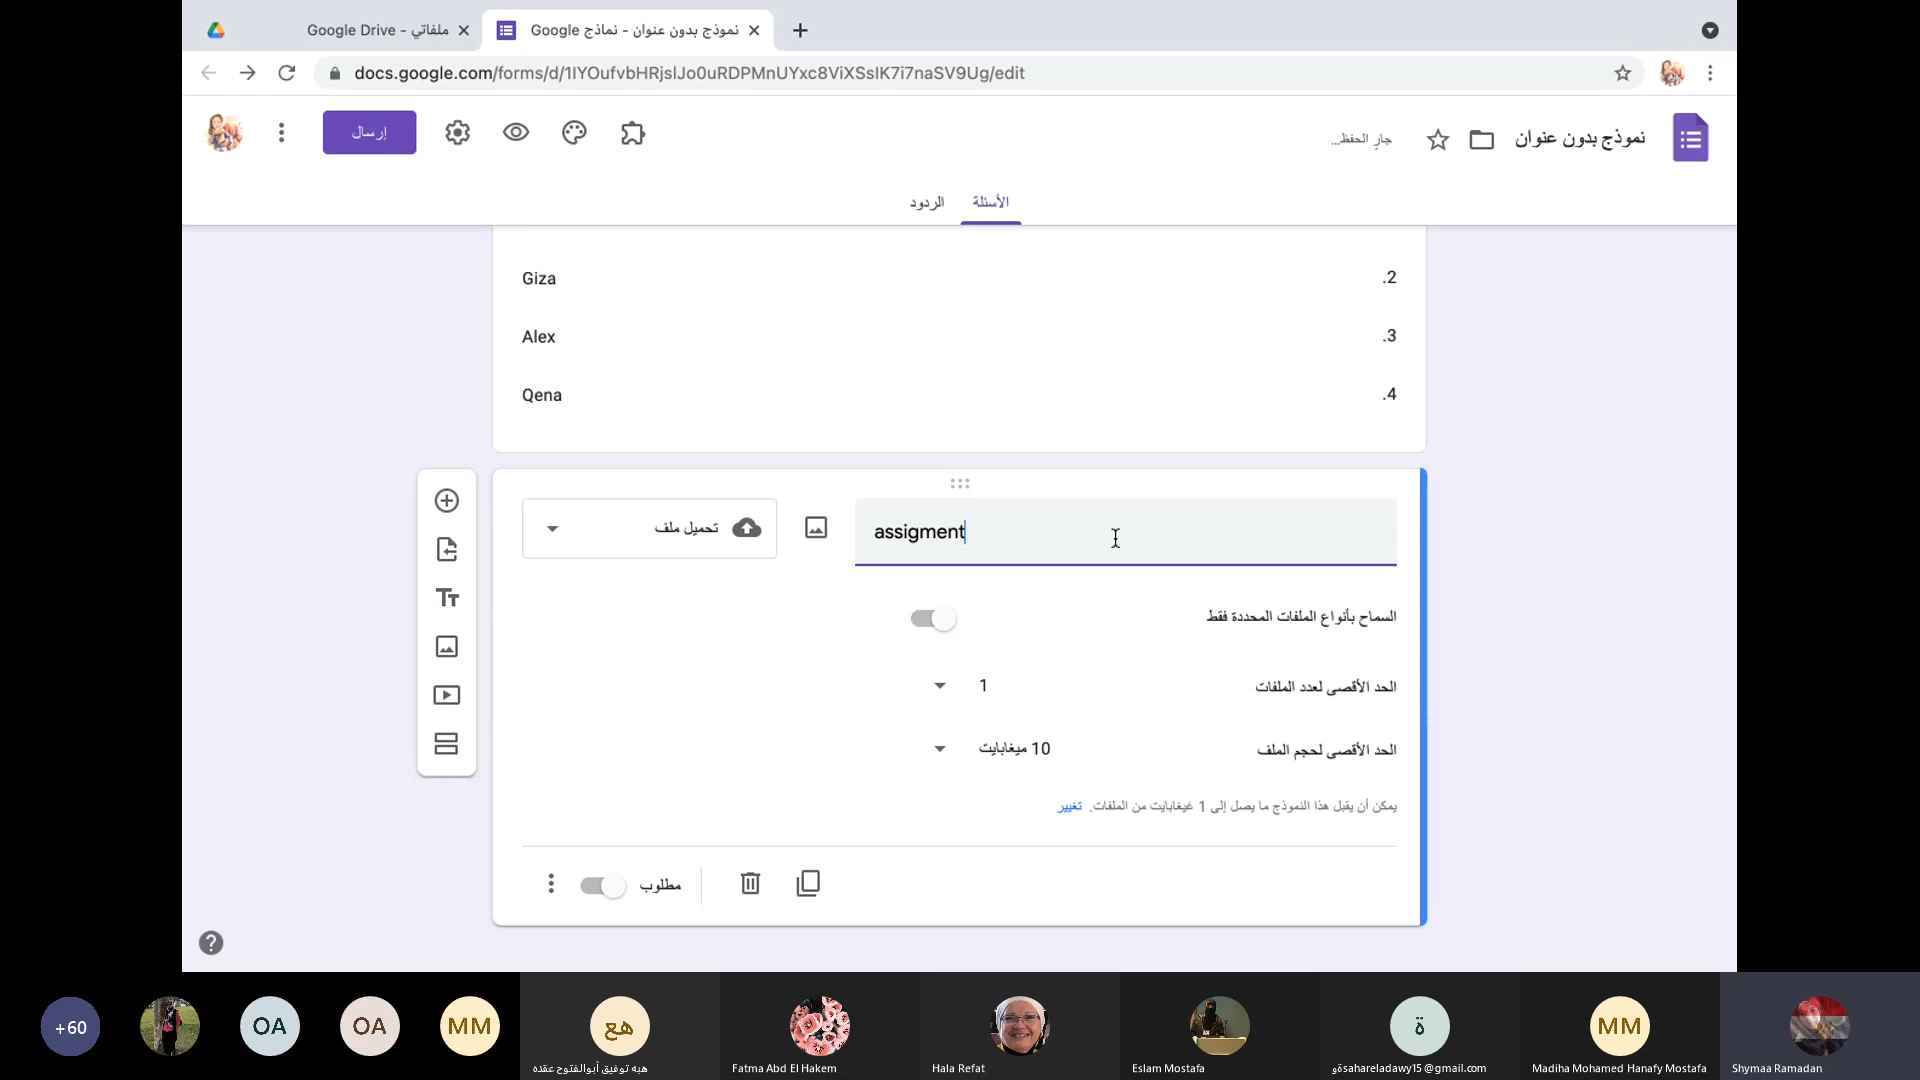 ملفاتي - Google Drive
نموذج بدون عنوان - نماذج Google
docs.google.com/forms/d/1IYOufvbHRjslJo0uRDPMnUYxc8ViXSsIK7i7naSV9Ug/edit
نموذج بدون عنوان
جارٍ الحفظ...
إرسال
الأسئلة
الردود
2. Giza
3. Alex
4. Qena
assigment
تحميل ملف
السماح بأنواع الملفات المحددة فقط
الحد الأقصى لعدد الملفات
1
الحد الأقصى لحجم الملف
10 ميغابايت
يمكن أن يقبل هذا النموذج ما يصل إلى 1 غيغابايت من الملفات. تغيير
مطلوب
+60
OA
OA
MM
هع
ة
MM
هبه توفيق أبوالفتوح عقده
Fatma Abd El Hakem
Hala Refat
Eslam Mostafa
ةوsahareladawy15@gmail.com
Madiha Mohamed Hanafy Mostafa
Shymaa Ramadan